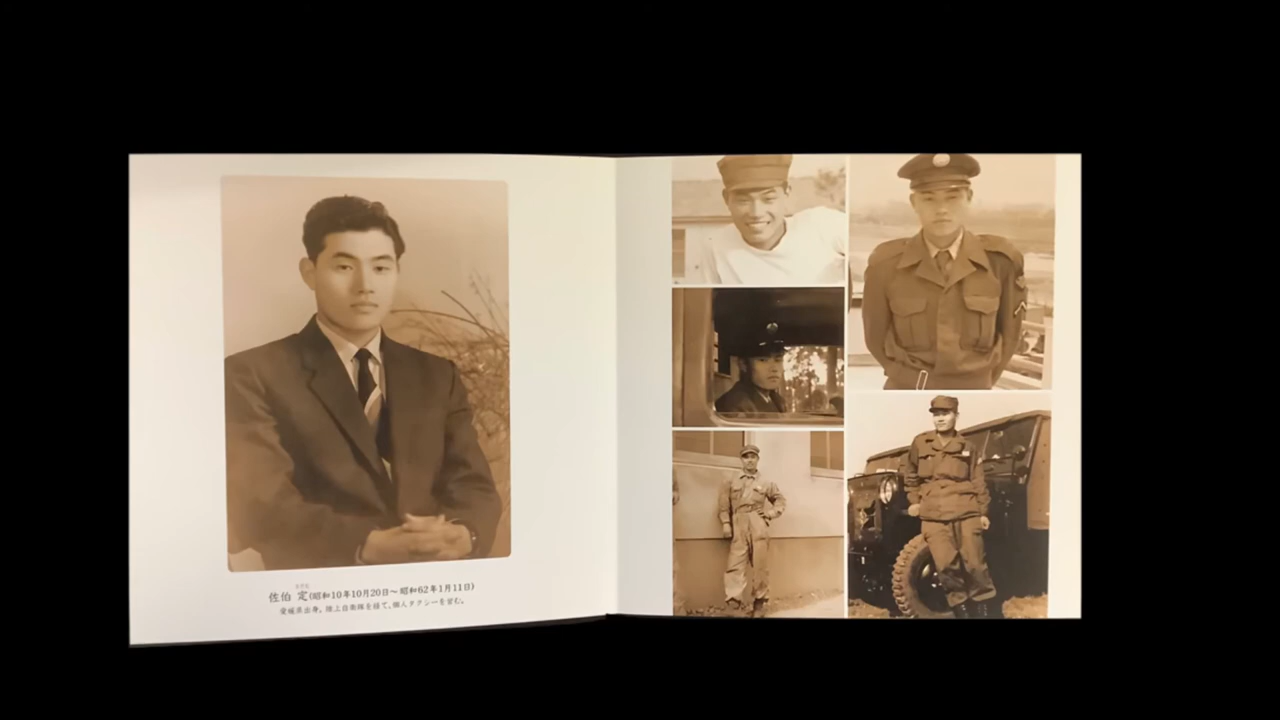 佐伯 定(昭和10年10月20日〜昭和62年1月11日)
愛媛県出身。陸上自衛隊を経て、個人タクシーを営む。